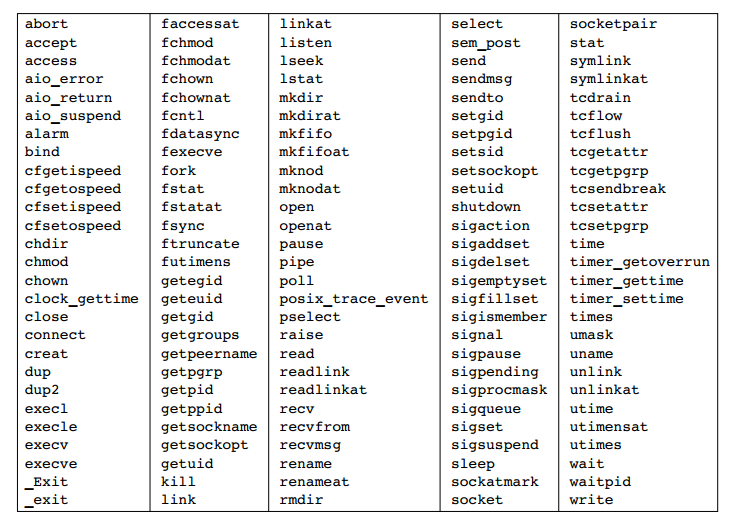 abort faccessat linkat select socketpair
accept fchmod listen sem_post stat
access fchmodat lseek send symlink
aio_error fchown lstat sendmsg symlinkat
aio_return fchownat mkdir sendto tcdrain
aio_suspend fcntl mkdirat setgid tcflow
alarm fdatasync mkfifo setpgid tcflush
bind fexecve mkfifoat setsid tcgetattr
cfgetispeed fork mknod setsockopt tcgetpgrp
cfgetospeed fstat mknodat setuid tcsendbreak
cfsetispeed fstatat open shutdown tcsetattr
cfsetospeed fsync openat sigaction tcsetpgrp
chdir ftruncate pause sigaddset time
chmod futimens pipe sigdelset timer_getoverrun
chown getegid poll sigemptyset timer_gettime
clock_gettime geteuid posix_trace_event sigfillset timer_settime
close getgid pselect sigismember times
connect getgroups raise signal umask
creat getpeername read sigpause uname
dup getpgrp readlink sigpending unlink
dup2 getpid readlinkat sigprocmask unlinkat
execl getppid recv sigqueue utime
execle getsockname recvfrom sigset utimensat
execv getsockopt recvmsg sigsuspend utimes
execve getuid rename sleep wait
_Exit kill renameat sockatmark waitpid
_exit link rmdir socket write